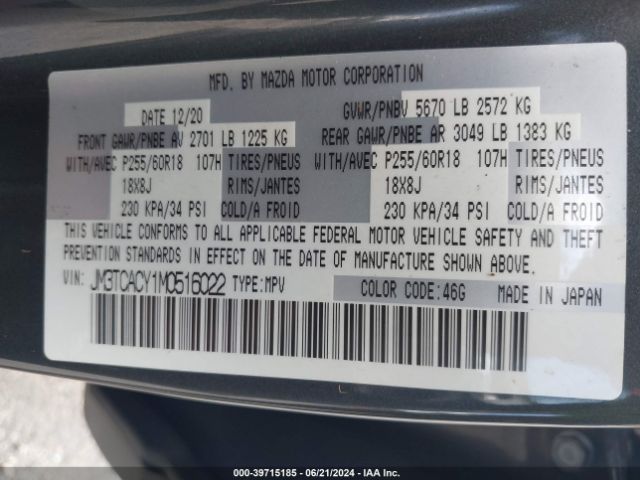 MFD. BY MAZDA MOTOR CORPORATION
DATE 12/20 GVWR/PNBV 5670 LB 2572 KG
FRONT GAWR/PNBE AV 2701 LB 1225 KG REAR GAWR/PNBE AR 3049 LB 1383 KG
WITH/AVEC P255/60R18 107H TIRES/PNEUS WITH/AVEC P255/60R18 107H TIRES/PNEUS
18X8J RIMS/JANTES 18X8J RIMS/JANTES
230 KPA/34 PSI COLD/A FROID 230 KPA/34 PSI COLD/A FROID
THIS VEHICLE CONFORMS TO ALL APPLICABLE FEDERAL MOTOR VEHICLE SAFETY AND THEFT
PREVENTION STANDARDS IN EFFECT ON THE DATE OF MANUFACTURE SHOWN ABOVE.
VIN: JM3TCACY1M0516022 TYPE: MPV COLOR CODE: 46G MADE IN JAPAN
000-39715185 - 06/21/2024 - IAA Inc.